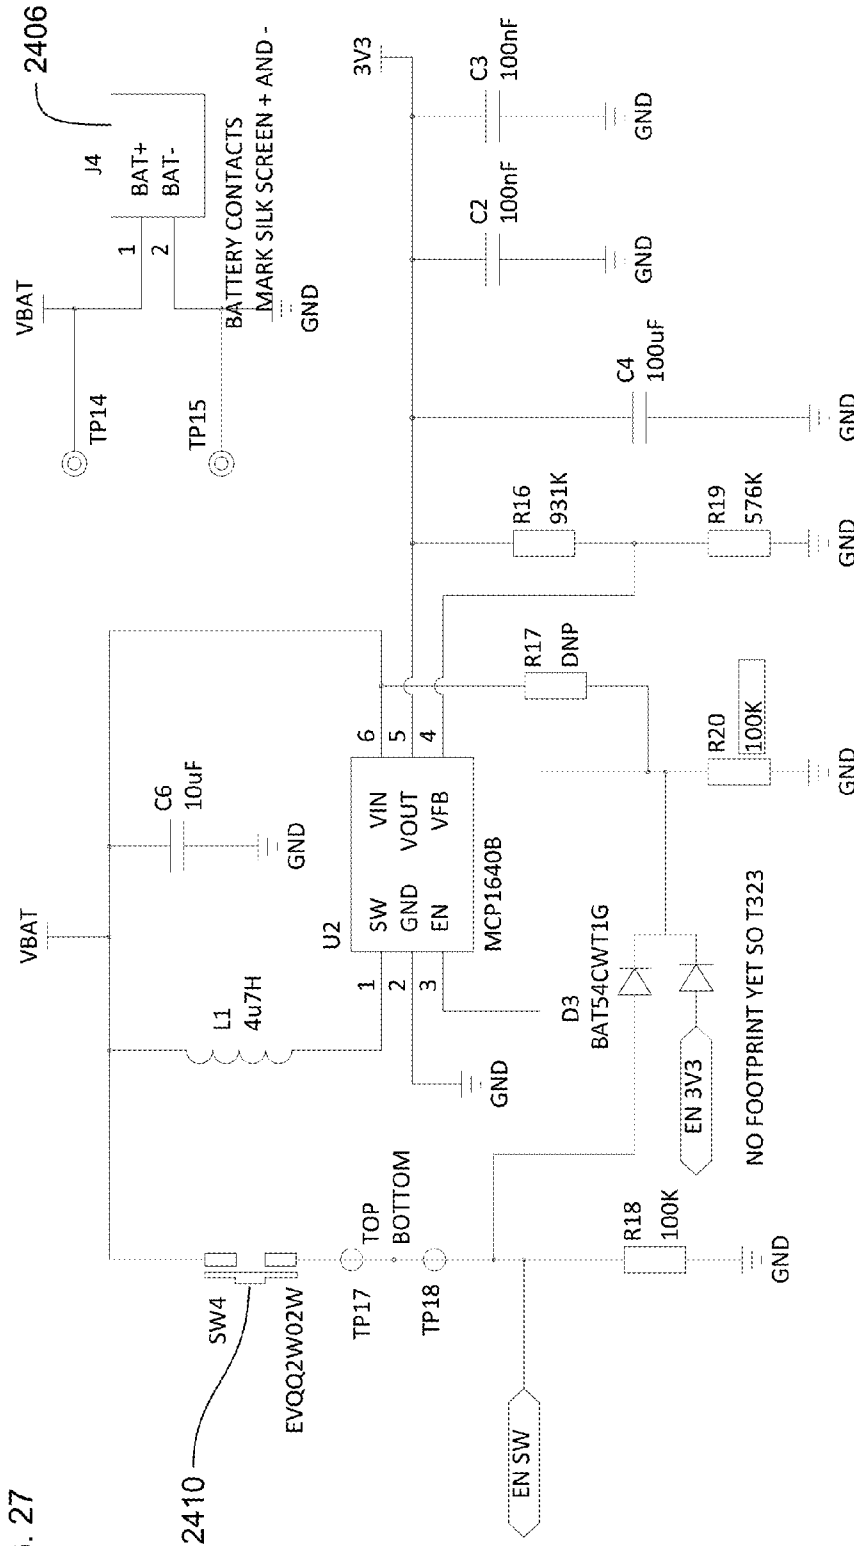 . 27
2410
SW4
EVQQ2W02W
TP17
TOP
BOTTOM
TP18
EN SW
R18
100K
GND
VBAT
L1
4u7H
C6
10uF
GND
U2
1
2
3
SW
GND
EN
VIN
VOUT
VFB
6
5
4
MCP1640B
GND
D3
BAT54CWT1G
EN 3V3
NO FOOTPRINT YET SO T323
R17
DNP
R20
100K
GND
R16
931K
R19
576K
GND
C4
100uF
GND
C2
100nF
GND
C3
100nF
GND
3V3
TP14
TP15
VBAT
1
2
J4
BAT+
BAT-
2406
BATTERY CONTACTS
MARK SILK SCREEN + AND -
GND